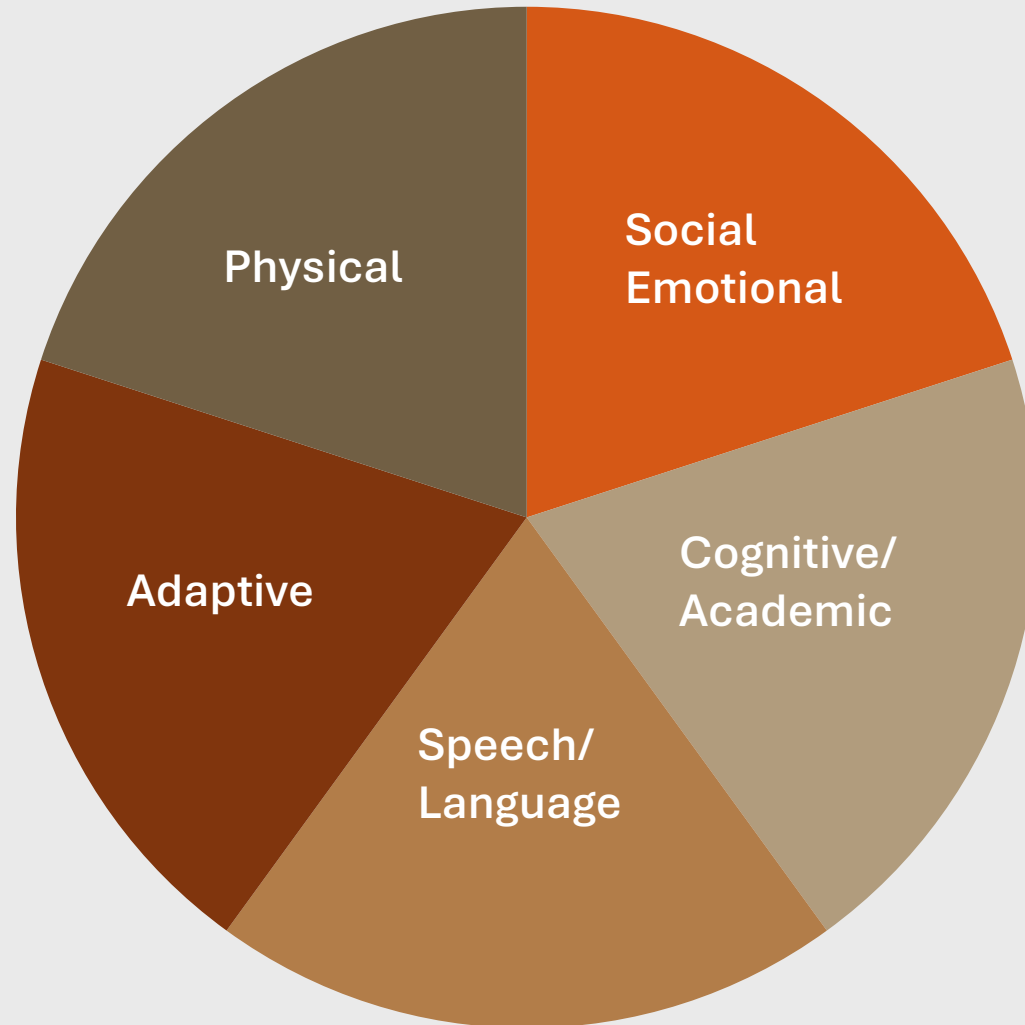 Social
Emotional
Physical
Cognitive/
Academic
Adaptive
Speech/
Language